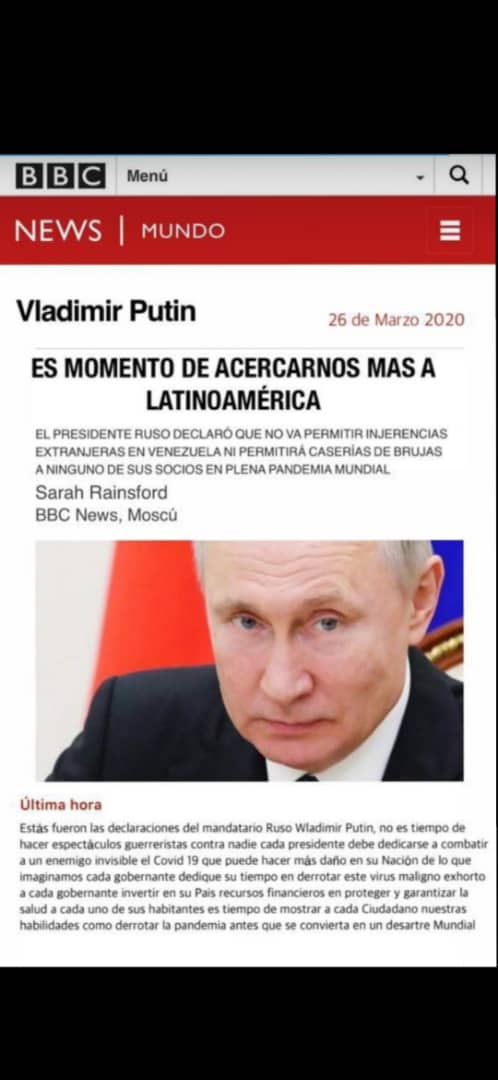 BBC Menú
NEWS | MUNDO
Vladimir Putin
26 de Marzo 2020
ES MOMENTO DE ACERCARNOS MAS A
LATINOAMÉRICA
EL PRESIDENTE RUSO DECLARÓ QUE NO VA PERMITIR INJERENCIAS
EXTRANJERAS EN VENEZUELA NI PERMITIRÁ CASERÍAS DE BRUJAS
A NINGUNO DE SUS SOCIOS EN PLENA PANDEMIA MUNDIAL
Sarah Rainsford
BBC News, Moscú
Última hora
Estás fueron las declaraciones del mandatario Ruso Wladimir Putin, no es tiempo de
hacer espectáculos guerreristas contra nadie cada presidente debe dedicarse a combatir
a un enemigo invisible el Covid 19 que puede hacer más daño en su Nación de lo que
imaginamos cada gobernante dedique su tiempo en derrotar este virus maligno exhorto
a cada gobernante invertir en su Pais recursos financieros en proteger y garantizar la
salud a cada uno de sus habitantes es tiempo de mostrar a cada Ciudadano nuestras
habilidades como derrotar la pandemia antes que se convierta en un desartre Mundial